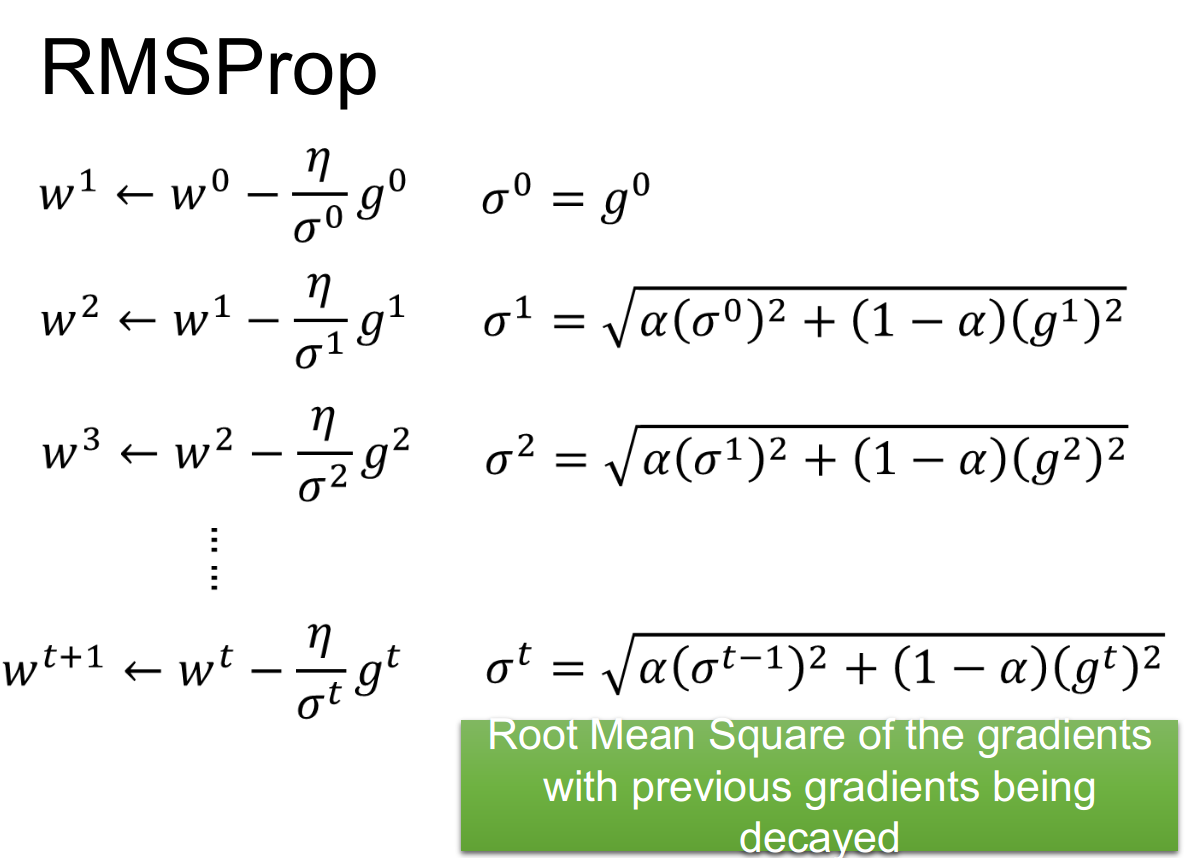 RMSProp
w¹ ← w⁰ − η/σ⁰ g⁰    σ⁰ = g⁰
w² ← w¹ − η/σ¹ g¹    σ¹ = √(α(σ⁰)² + (1 − α)(g¹)²)
w³ ← w² − η/σ² g²    σ² = √(α(σ¹)² + (1 − α)(g²)²)
⋮
⋮
wᵗ⁺¹ ← wᵗ − η/σᵗ gᵗ    σᵗ = √(α(σᵗ⁻¹)² + (1 − α)(gᵗ)²)
Root Mean Square of the gradients
with previous gradients being
decayed